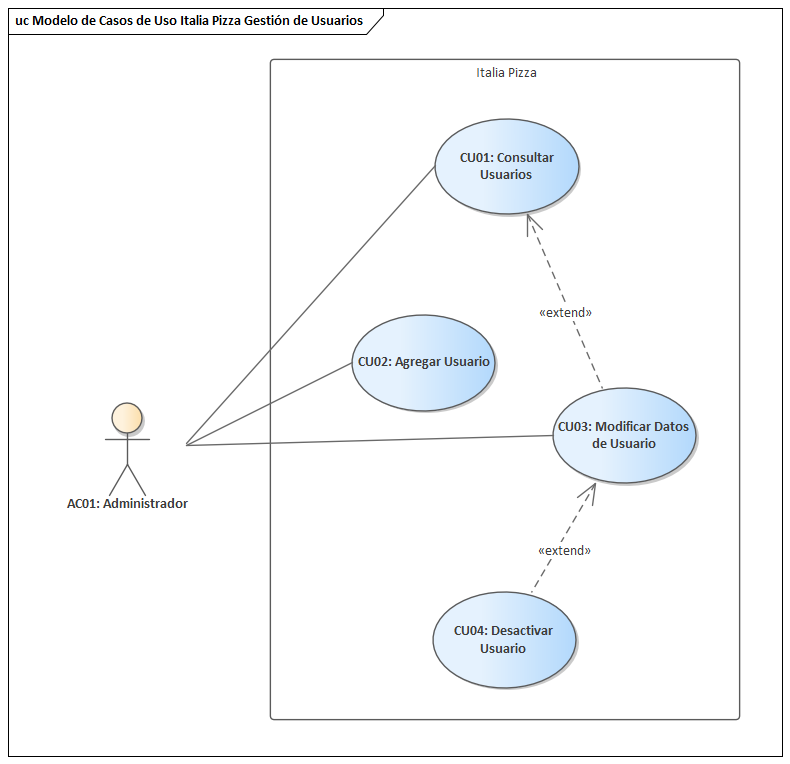 uc Modelo de Casos de Uso Italia Pizza Gestión de Usuarios
Italia Pizza
CU01: Consultar
Usuarios
«extend»
CU02: Agregar Usuario
CU03: Modificar Datos
de Usuario
AC01: Administrador
«extend»
CU04: Desactivar
Usuario